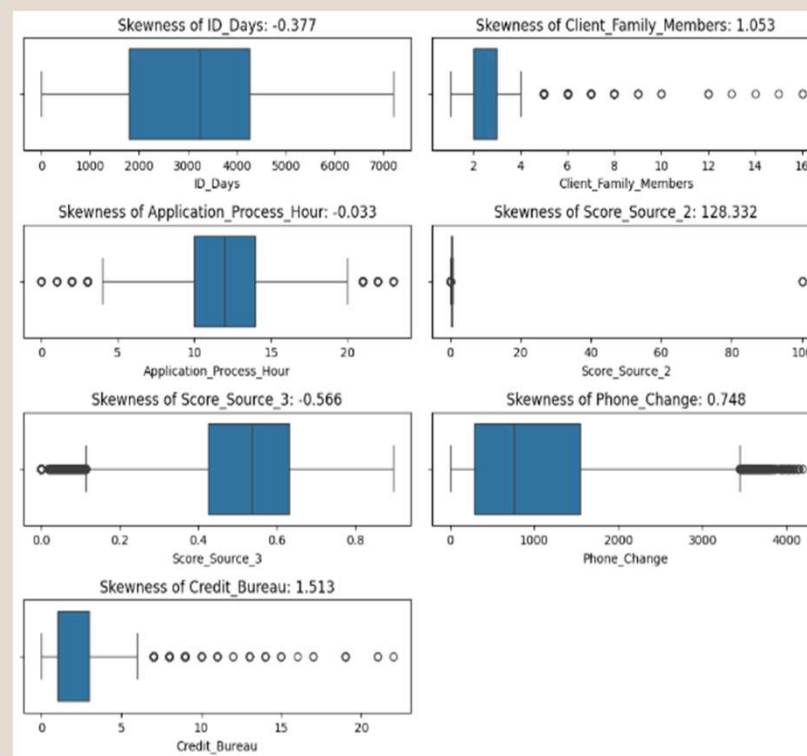 Skewness of ID_Days: -0.377
0 1000 2000 3000 4000 5000 6000 7000
ID_Days
Skewness of Client_Family_Members: 1.053
2 4 6 8 10 12 14 16
Client_Family_Members
Skewness of Application_Process_Hour: -0.033
0 5 10 15 20
Application_Process_Hour
Skewness of Score_Source_2: 128.332
0 20 40 60 80
Score_Source_2
Skewness of Score_Source_3: -0.566
0.0 0.2 0.4 0.6 0.8
Score_Source_3
Skewness of Phone_Change: 0.748
0 1000 2000 3000 4000
Phone_Change
Skewness of Credit_Bureau: 1.513
0 5 10 15 20
Credit_Bureau